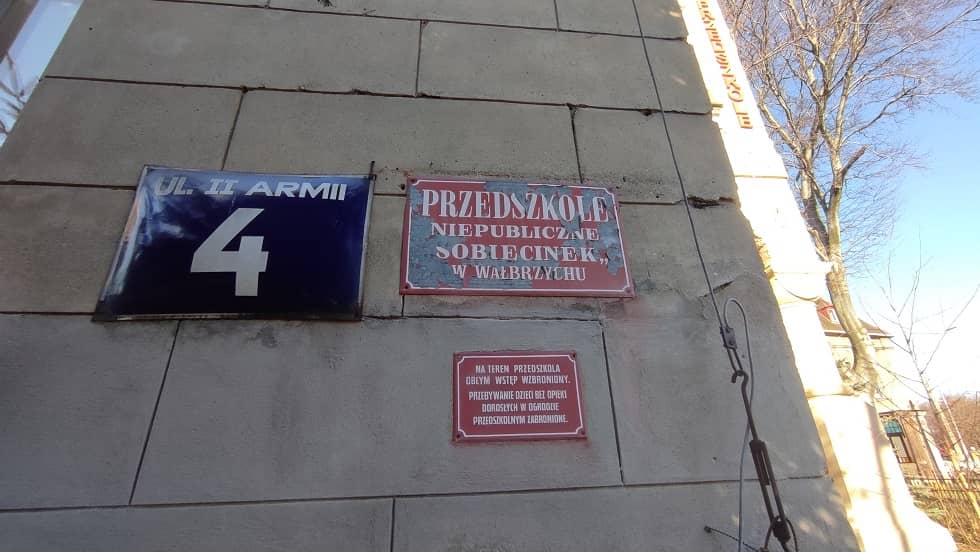 UL. II ARMII
4
PRZEDSZKOLE
NIEPUBLICZNE
SOBIĘCINEK„
W WAŁBRZYCHU
NA TEREN PRZEDSZKOLA
OBCYM WSTĘP WZBRONIONY.
PRZEBYWANIE DZIECI BEZ OPIEKI
DOROSŁYCH W OGRODZIE
PRZEDSZKOLNYM ZABRONIONE.